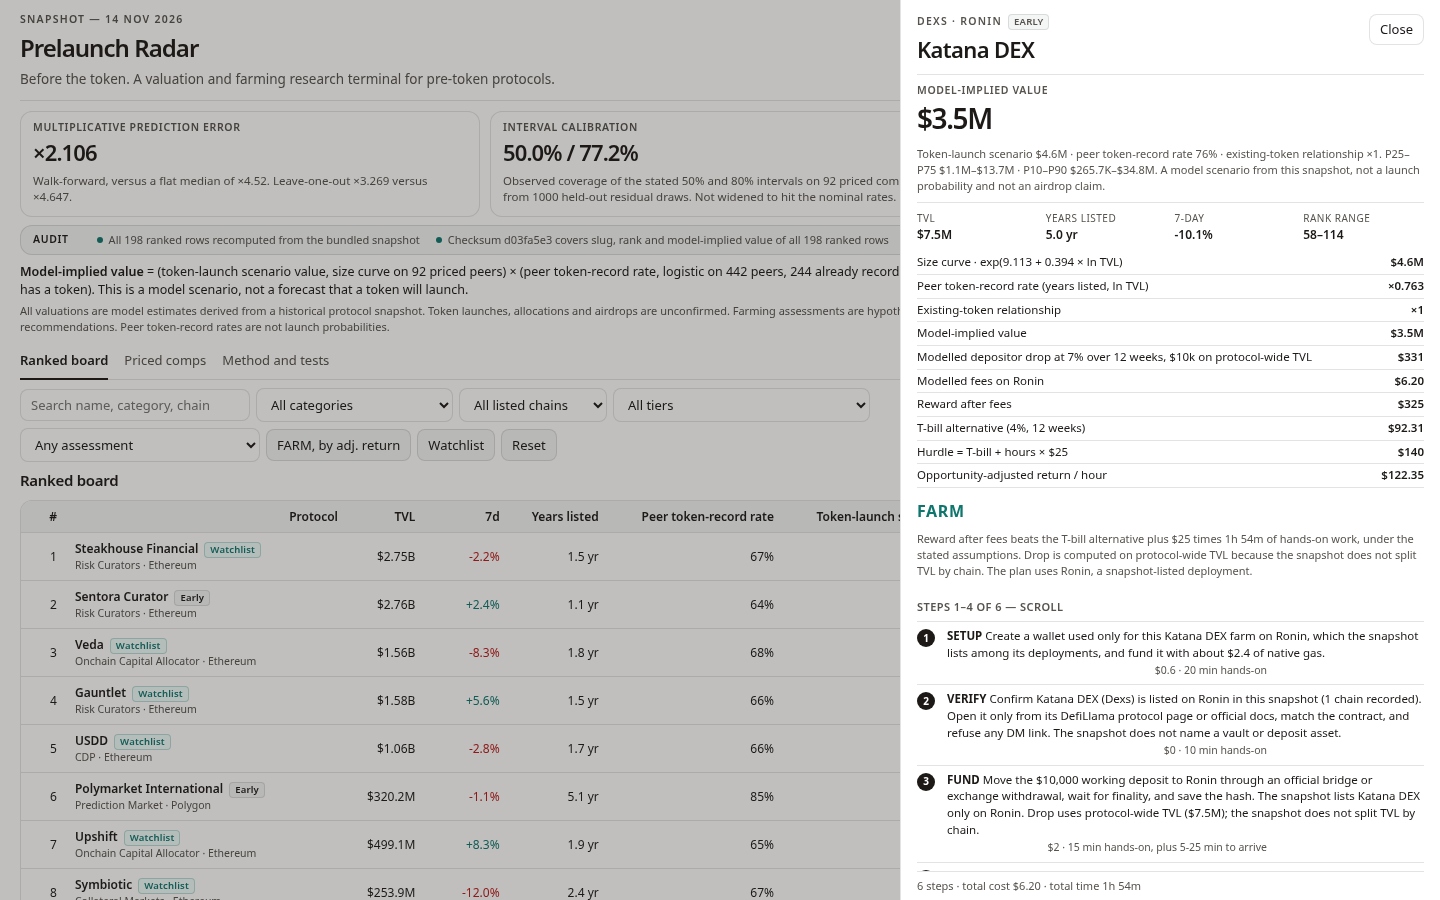 SNAPSHOT — 14 NOV 2026
Prelaunch Radar
Before the token. A valuation and farming research terminal for pre-token protocols.
MULTIPLICATIVE PREDICTION ERROR
×2.106
Walk-forward, versus a flat median of ×4.52. Leave-one-out ×3.269 versus
×4.647.
INTERVAL CALIBRATION
50.0% / 77.2%
Observed coverage of the stated 50% and 80% intervals on 92 priced com
from 1000 held-out residual draws. Not widened to hit the nominal rates.
AUDIT
All 198 ranked rows recomputed from the bundled snapshot
Checksum d03fa5e3 covers slug, rank and model-implied value of all 198 ranked rows
Model-implied value = (token-launch scenario value, size curve on 92 priced peers) × (peer token-record rate, logistic on 442 peers, 244 already record
has a token). This is a model scenario, not a forecast that a token will launch.
All valuations are model estimates derived from a historical protocol snapshot. Token launches, allocations and airdrops are unconfirmed. Farming assessments are hypoth
recommendations. Peer token-record rates are not launch probabilities.
Ranked board Priced comps Method and tests
Search name, category, chain All categories All listed chains All tiers
Any assessment FARM, by adj. return Watchlist Reset
Ranked board
# Protocol TVL 7d Years listed Peer token-record rate Token-launch s
1 Steakhouse Financial Watchlist $2.75B -2.2% 1.5 yr 67%
Risk Curators · Ethereum
2 Sentora Curator Early $2.76B +2.4% 1.1 yr 64%
Risk Curators · Ethereum
3 Veda Watchlist $1.56B -8.3% 1.8 yr 68%
Onchain Capital Allocator · Ethereum
4 Gauntlet Watchlist $1.58B +5.6% 1.5 yr 66%
Risk Curators · Ethereum
5 USDD Watchlist $1.06B -2.8% 1.7 yr 66%
CDP · Ethereum
6 Polymarket International Early $320.2M -1.1% 5.1 yr 85%
Prediction Market · Polygon
7 Upshift Watchlist $499.1M +8.3% 1.9 yr 65%
Onchain Capital Allocator · Ethereum
8 Symbiotic Watchlist $253.9M -12.0% 2.4 yr 67%
DEXS · RONIN EARLY
Katana DEX
Close
MODEL-IMPLIED VALUE
$3.5M
Token-launch scenario $4.6M · peer token-record rate 76% · existing-token relationship ×1. P25–
P75 $1.1M–$13.7M · P10–P90 $265.7K–$34.8M. A model scenario from this snapshot, not a launch
probability and not an airdrop claim.
TVL YEARS LISTED 7-DAY RANK RANGE
$7.5M 5.0 yr -10.1% 58–114
Size curve · exp(9.113 + 0.394 × ln TVL) $4.6M
Peer token-record rate (years listed, ln TVL) ×0.763
Existing-token relationship ×1
Model-implied value $3.5M
Modelled depositor drop at 7% over 12 weeks, $10k on protocol-wide TVL $331
Modelled fees on Ronin $6.20
Reward after fees $325
T-bill alternative (4%, 12 weeks) $92.31
Hurdle = T-bill + hours × $25 $140
Opportunity-adjusted return / hour $122.35
FARM
Reward after fees beats the T-bill alternative plus $25 times 1h 54m of hands-on work, under the
stated assumptions. Drop is computed on protocol-wide TVL because the snapshot does not split
TVL by chain. The plan uses Ronin, a snapshot-listed deployment.
STEPS 1–4 OF 6 — SCROLL
1 SETUP Create a wallet used only for this Katana DEX farm on Ronin, which the snapshot
lists among its deployments, and fund it with about $2.4 of native gas.
$0.6 · 20 min hands-on
2 VERIFY Confirm Katana DEX (Dexs) is listed on Ronin in this snapshot (1 chain recorded).
Open it only from its DefiLlama protocol page or official docs, match the contract, and
refuse any DM link. The snapshot does not name a vault or deposit asset.
$0 · 10 min hands-on
3 FUND Move the $10,000 working deposit to Ronin through an official bridge or
exchange withdrawal, wait for finality, and save the hash. The snapshot lists Katana DEX
only on Ronin. Drop uses protocol-wide TVL ($7.5M); the snapshot does not split TVL by
chain.
$2 · 15 min hands-on, plus 5-25 min to arrive
6 steps · total cost $6.20 · total time 1h 54m